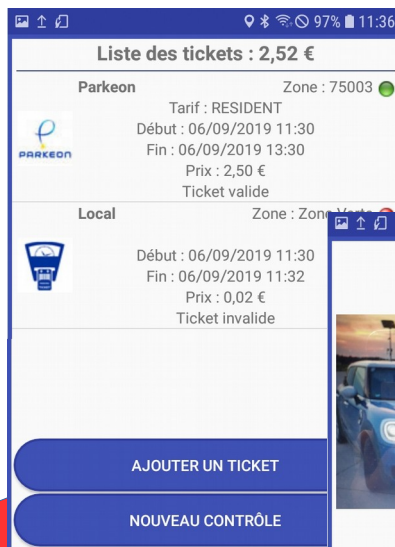 97% 11:36
Liste des tickets : 2,52 €
Parkeon Zone : 75003
Tarif : RESIDENT
Début : 06/09/2019 11:30
Fin : 06/09/2019 13:30
Prix : 2,50 €
Ticket valide
PARKEON
Local Zone : Zone
Début : 06/09/2019 11:30
Fin : 06/09/2019 11:32
Prix : 0,02 €
Ticket invalide
AJOUTER UN TICKET
NOUVEAU CONTRÔLE